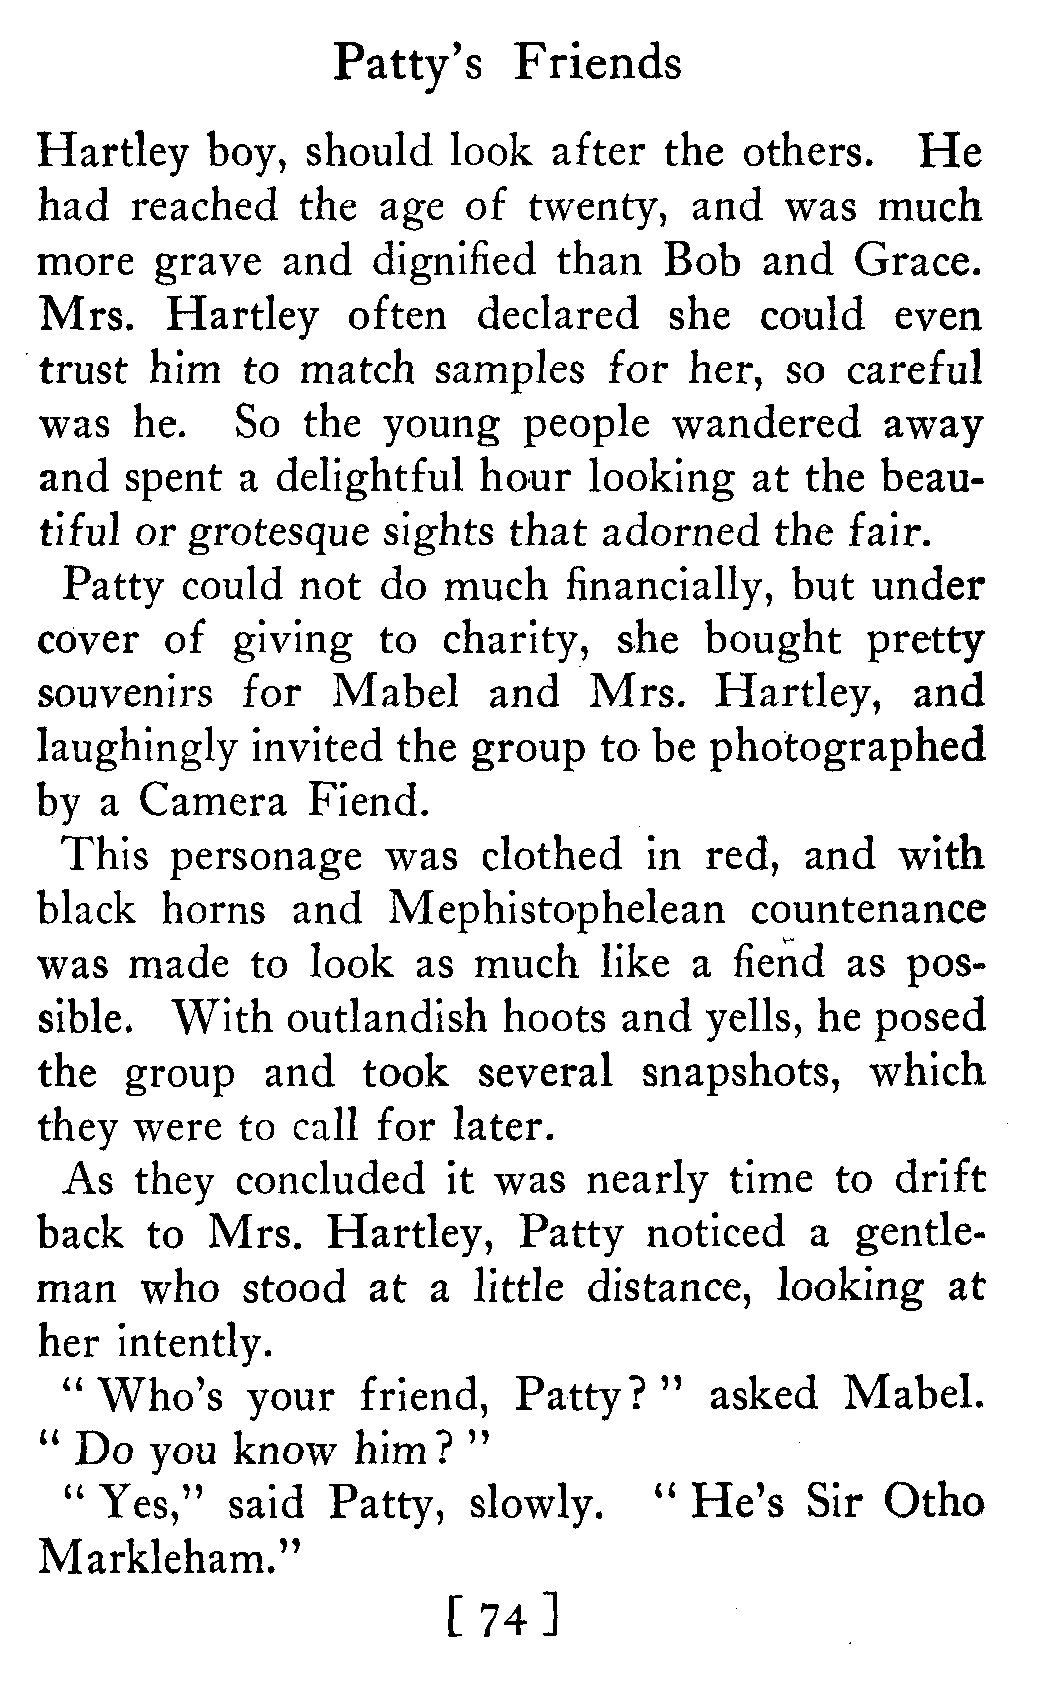 Patty's Friends
Hartley boy, should look after the others. He
had reached the age of twenty, and was much
more grave and dignified than Bob and Grace.
Mrs. Hartley often declared she could even
trust him to match samples for her, so careful
was he. So the young people wandered away
and spent a delightful hour looking at the beau-
tiful or grotesque sights that adorned the fair.
Patty could not do much financially, but under
cover of giving to charity, she bought pretty
souvenirs for Mabel and Mrs. Hartley, and
laughingly invited the group to be photographed
by a Camera Fiend.
This personage was clothed in red, and with
black horns and Mephistophelean countenance
was made to look as much like a fiend as pos-
sible. With outlandish hoots and yells, he posed
the group and took several snapshots, which
they were to call for later.
As they concluded it was nearly time to drift
back to Mrs. Hartley, Patty noticed a gentle-
man who stood at a little distance, looking at
her intently.
"Who's your friend, Patty?" asked Mabel.
"Do you know him?"
"Yes," said Patty, slowly. "He's Sir Otho
Markleham."
[ 74 ]